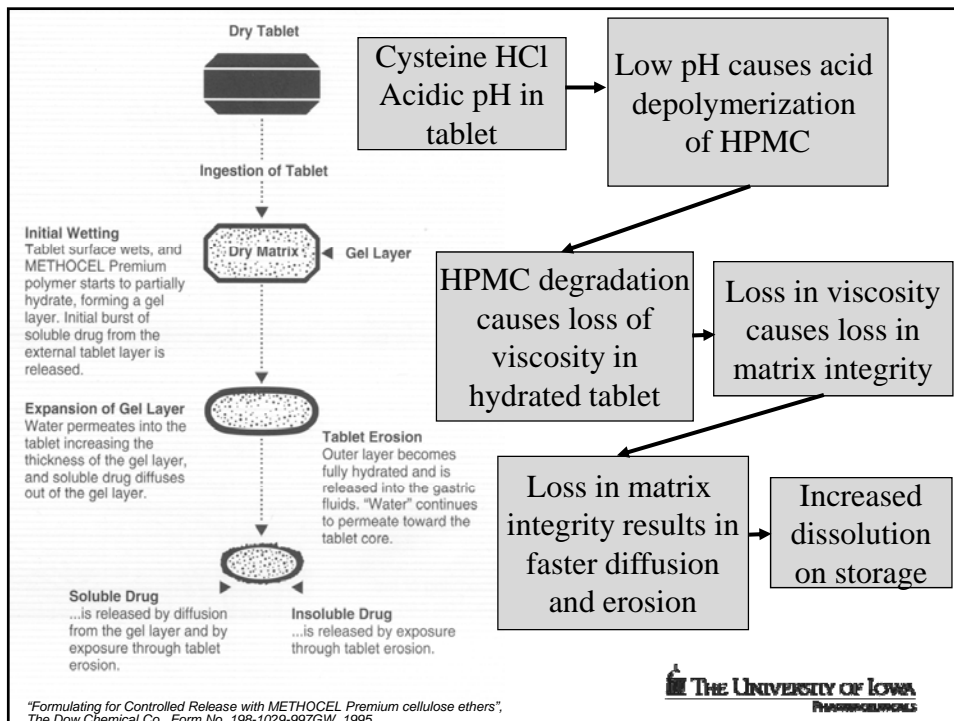 Dry Tablet
Ingestion of Tablet
Initial Wetting
Tablet surface wets, and
METHOCEL Premium
polymer starts to partially
hydrate, forming a gel
layer. Initial burst of
soluble drug from the
external tablet layer is
released.
Dry Matrix
Gel Layer
Expansion of Gel Layer
Water permeates into the
tablet increasing the
thickness of the gel layer,
and soluble drug diffuses
out of the gel layer.
Tablet Erosion
Outer layer becomes
fully hydrated and is
released into the gastric
fluids. "Water" continues
to permeate toward the
tablet core.
Soluble Drug
...is released by diffusion
from the gel layer and by
exposure through tablet
erosion.
Insoluble Drug
...is released by exposure
through tablet erosion.
Cysteine HCl
Acidic pH in
tablet
Low pH causes acid
depolymerization
of HPMC
HPMC degradation
causes loss of
viscosity in
hydrated tablet
Loss in viscosity
causes loss in
matrix integrity
Loss in matrix
integrity results in
faster diffusion
and erosion
Increased
dissolution
on storage
"Formulating for Controlled Release with METHOCEL Premium cellulose ethers",
The Dow Chemical Co., Form No. 198-1029-997GW, 1995
THE UNIVERSITY OF IOWA
PHARMACEUTICALS